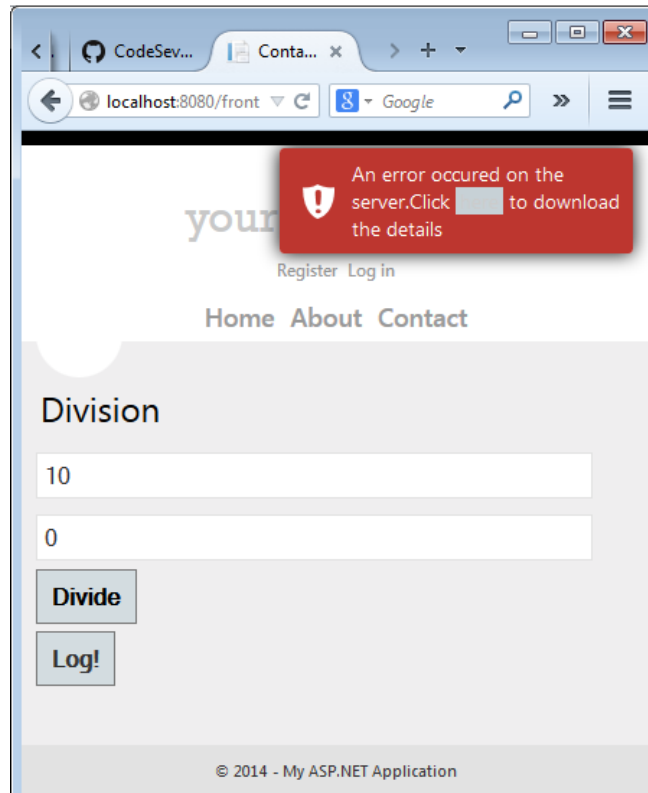 CodeSev...
Conta...
localhost:8080/front
Google
An error occured on the
server.Click to download
the details
your
Register Log in
Home About Contact
Division
10
0
Divide
Log!
© 2014 - My ASP.NET Application